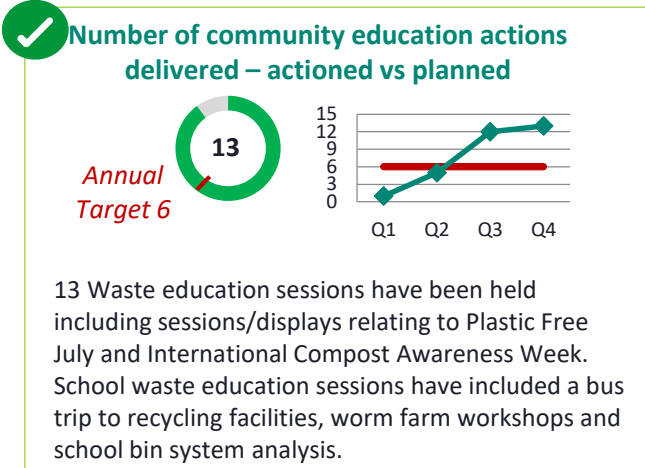 Number of community education actions
delivered – actioned vs planned
13
Annual
Target 6
15
12
9
6
3
0
Q1 Q2 Q3 Q4
13 Waste education sessions have been held
including sessions/displays relating to Plastic Free
July and International Compost Awareness Week.
School waste education sessions have included a bus
trip to recycling facilities, worm farm workshops and
school bin system analysis.